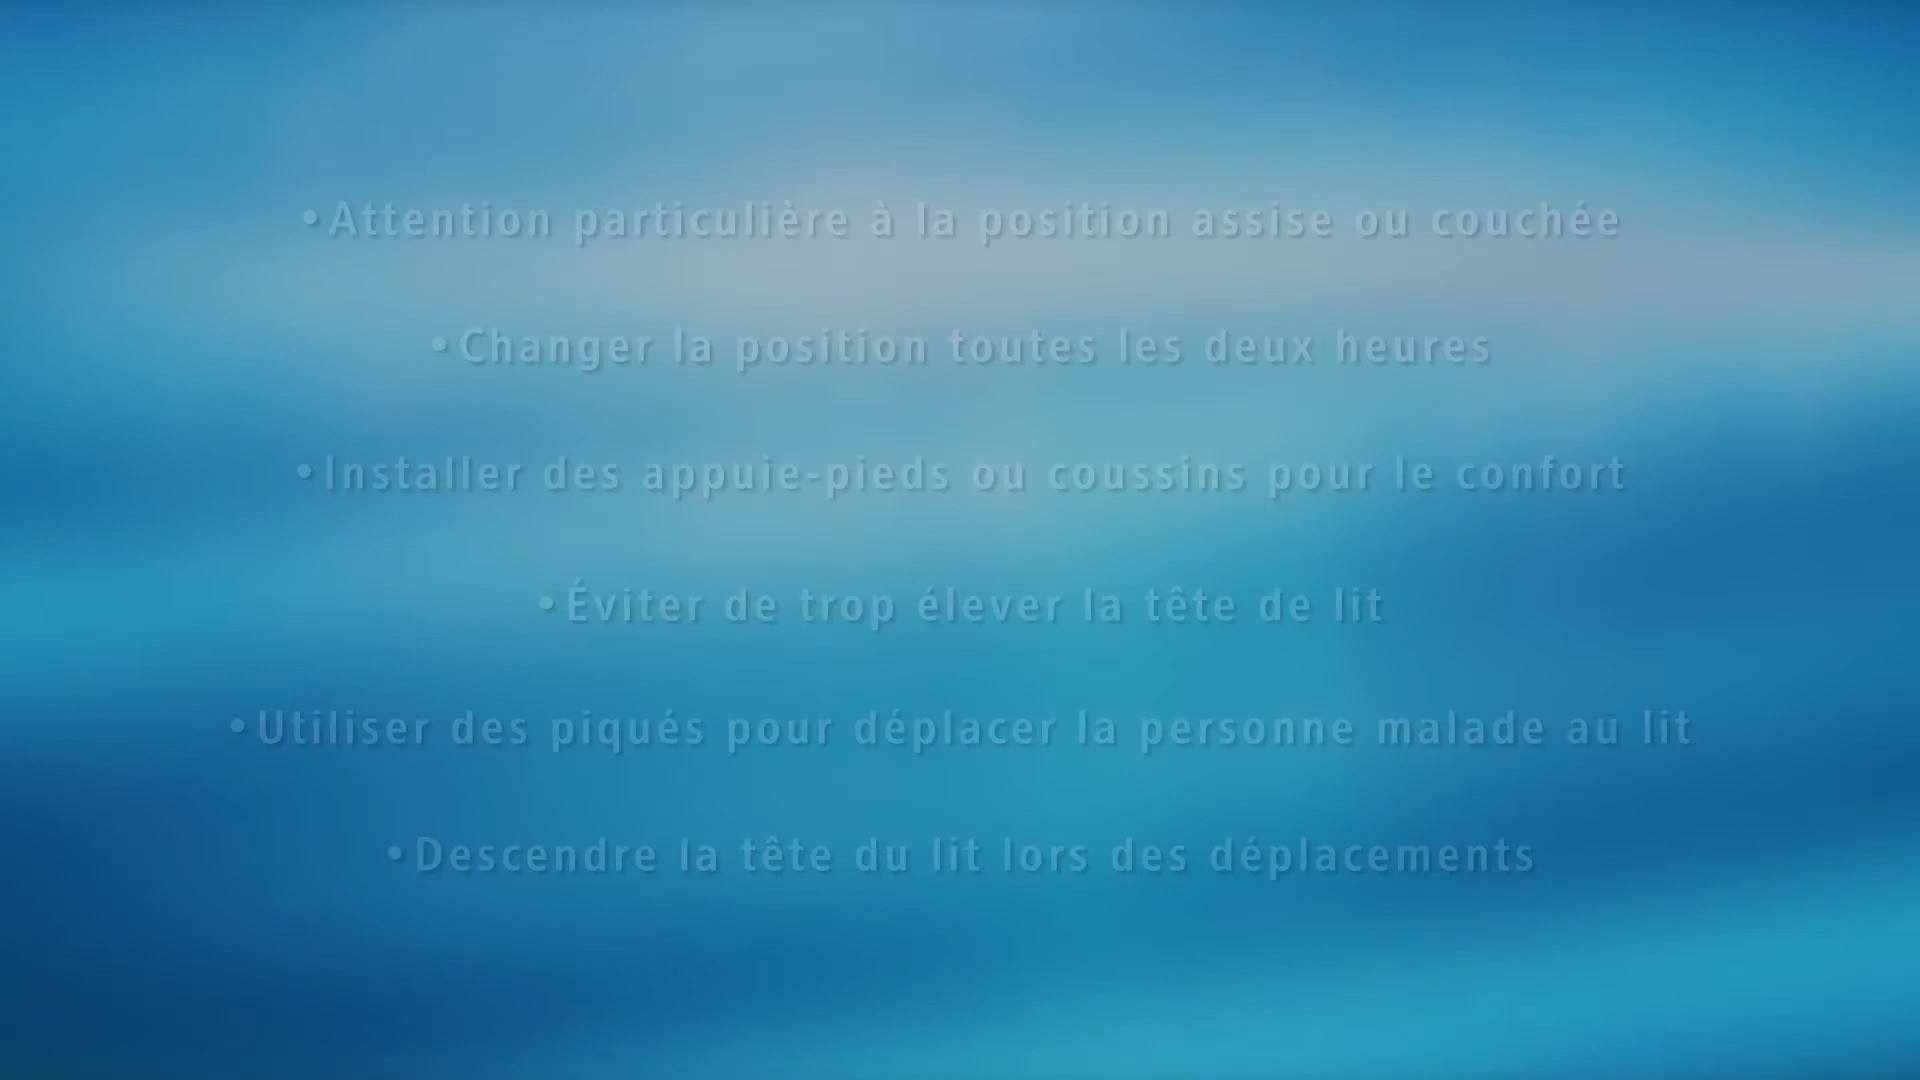 •Attention particulière à la position assise ou couchée
•Changer la position toutes les deux heures
•Installer des appuie-pieds ou coussins pour le confort
•Éviter de trop élever la tête de lit
•Utiliser des piqués pour déplacer la personne malade au lit
•Descendre la tête du lit lors des déplacements